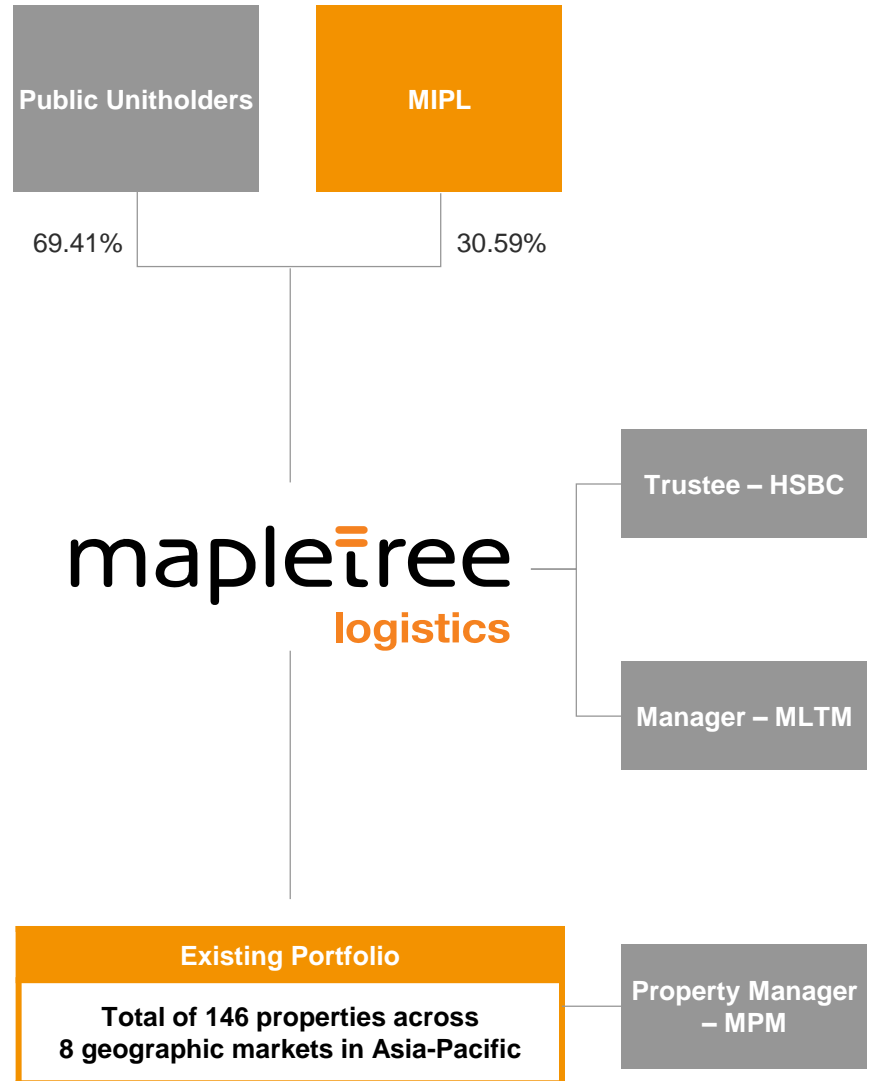 Public Unitholders
MIPL
69.41%
30.59%
Trustee – HSBC
mapletree
logistics
Manager – MLTM
Existing Portfolio
Total of 146 properties across
8 geographic markets in Asia-Pacific
Property Manager
– MPM